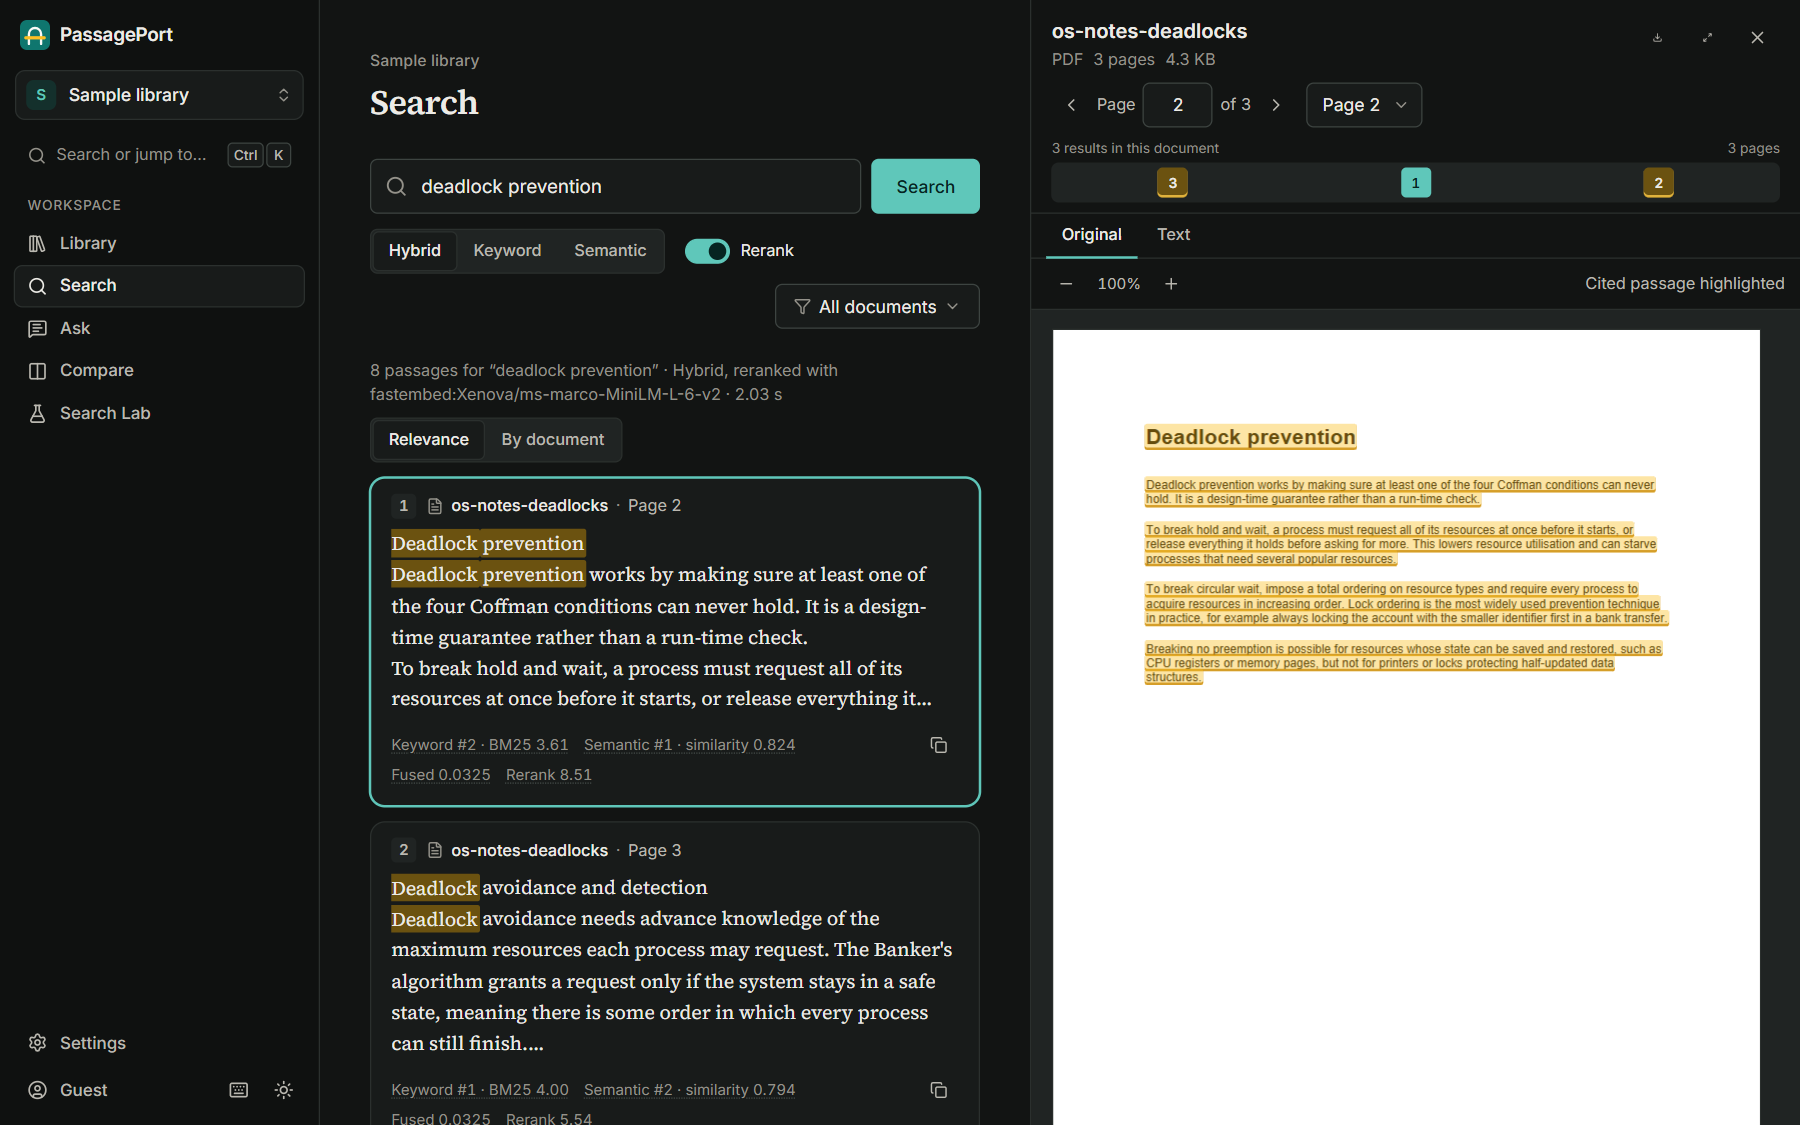 PassagePort
S Sample library
Search or jump to... Ctrl K
WORKSPACE
Library
Search
Ask
Compare
Search Lab
Settings
Guest
Sample library
Search
deadlock prevention
Search
Hybrid Keyword Semantic Rerank
All documents
8 passages for “deadlock prevention” · Hybrid, reranked with
fastembed:Xenova/ms-marco-MiniLM-L-6-v2 · 2.03 s
Relevance By document
1 os-notes-deadlocks · Page 2
Deadlock prevention
Deadlock prevention works by making sure at least one of
the four Coffman conditions can never hold. It is a design-
time guarantee rather than a run-time check.
To break hold and wait, a process must request all of its
resources at once before it starts, or release everything it...
Keyword #2 · BM25 3.61 Semantic #1 · similarity 0.824
Fused 0.0325 Rerank 8.51
2 os-notes-deadlocks · Page 3
Deadlock avoidance and detection
Deadlock avoidance needs advance knowledge of the
maximum resources each process may request. The Banker's
algorithm grants a request only if the system stays in a safe
state, meaning there is some order in which every process
can still finish....
Keyword #1 · BM25 4.00 Semantic #2 · similarity 0.794
Fused 0.0325 Rerank 5.54
os-notes-deadlocks
PDF 3 pages 4.3 KB
Page 2 of 3 Page 2
3 results in this document 3 pages
3 1 2
Original Text
100% Cited passage highlighted
Deadlock prevention
Deadlock prevention works by making sure at least one of the four Coffman conditions can never
hold. It is a design-time guarantee rather than a run-time check.
To break hold and wait, a process must request all of its resources at once before it starts, or
release everything it holds before asking for more. This lowers resource utilisation and can starve
processes that need several popular resources.
To break circular wait, impose a total ordering on resource types and require every process to
acquire resources in increasing order. Lock ordering is the most widely used prevention technique
in practice, for example always locking the account with the smaller identifier first in a bank transfer.
Breaking no preemption is possible for resources whose state can be saved and restored, such as
CPU registers or memory pages, but not for printers or locks protecting half-updated data
structures.